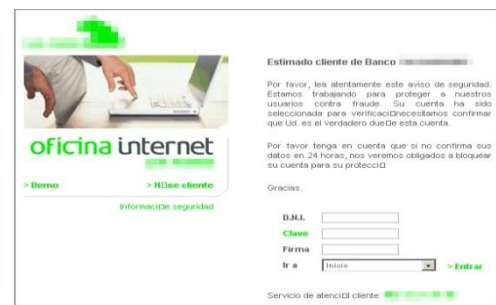 Estimado cliente de Banco
Por favor, lea atentamente este aviso de seguridad.
Estamos trabajando para proteger a nuestros
usuarios contra fraude. Su cuenta ha sido
seleccionada para verificaci□necesitamos confirmar
que Ud. es el verdadero due□e esta cuenta.
Por favor tenga en cuenta que si no confirma sus
datos en 24 horas, nos veremos obligados a bloquear
su cuenta para su protecci□
Gracias.
oficina internet
> Demo
> H□se cliente
Informaci□e seguridad
D.N.I.
Clave
Firma
Ir a Inicio > Entrar
Servicio de atenci□l cliente: